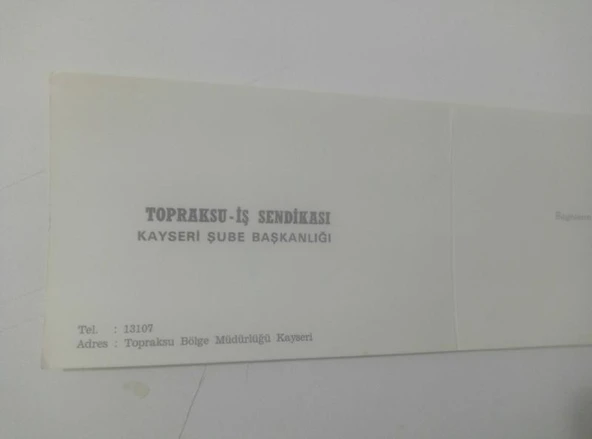 TOPRAKSU-İŞ SENDİKASI
KAYSERİ ŞUBE BAŞKANLIĞI
Tel. : 13107
Adres : Topraksu Bölge Müdürlüğü Kayseri